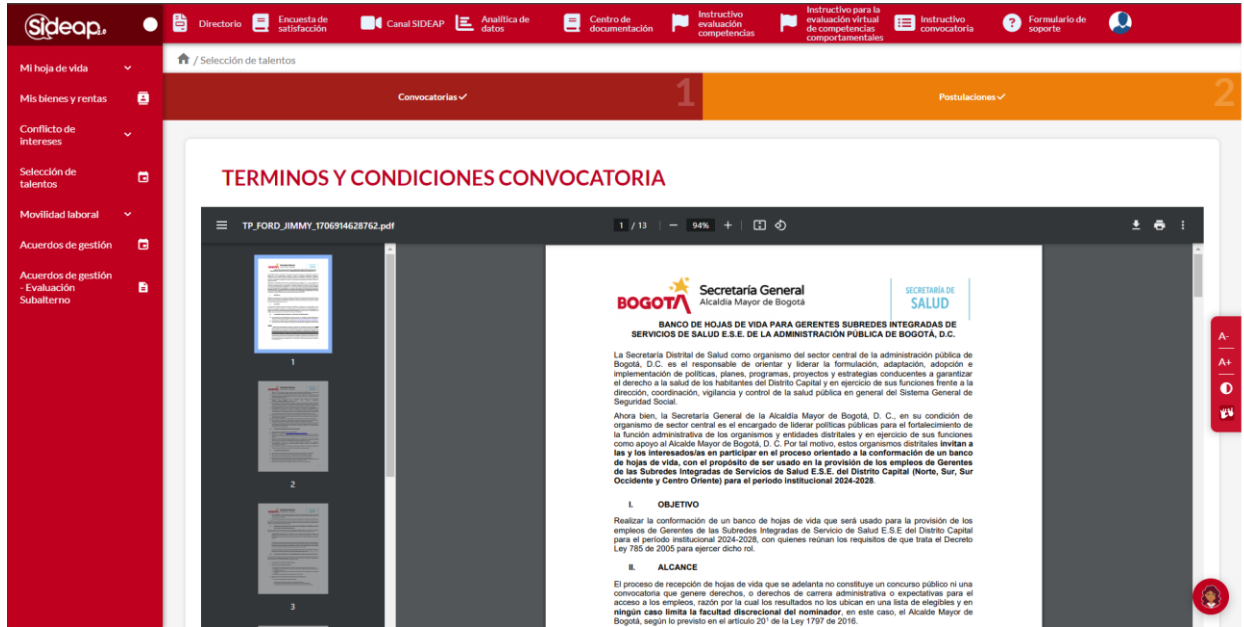 Sideap2.0
Directorio
Encuesta de
satisfacción
Canal SIDEAP
Analítica de
datos
Centro de
documentación
Instructivo
evaluación
competencias
Instructivo para la
evaluación virtual
de competencias
comportamentales
Instructivo
convocatoria
Formulario de
soporte
Mi hoja de vida
Mis bienes y rentas
Conflicto de
intereses
Selección de
talentos
Movilidad laboral
Acuerdos de gestión
Acuerdos de gestión
- Evaluación
Subalterno
/ Selección de talentos
Convocatorias
1
Postulaciones
2
TERMINOS Y CONDICIONES CONVOCATORIA
TP_FORD_JIMMY_1706914628762.pdf
1 / 13
94%
1
2
3
BOGOTÁ
Secretaría General
Alcaldía Mayor de Bogotá
SECRETARÍA DE
SALUD
BANCO DE HOJAS DE VIDA PARA GERENTES SUBREDES INTEGRADAS DE
SERVICIOS DE SALUD E.S.E. DE LA ADMINISTRACIÓN PÚBLICA DE BOGOTÁ, D.C.
La Secretaría Distrital de Salud como organismo del sector central de la administración pública de
Bogotá, D.C. es el responsable de orientar y liderar la formulación, adaptación, adopción e
implementación de políticas, planes, programas, proyectos y estrategias conducentes a garantizar
el derecho a la salud de los habitantes del Distrito Capital y en ejercicio de sus funciones frente a la
dirección, coordinación, vigilancia y control de la salud pública en general del Sistema General de
Seguridad Social.
Ahora bien, la Secretaría General de la Alcaldía Mayor de Bogotá, D. C., en su condición de
organismo de sector central es el encargado de liderar políticas públicas para el fortalecimiento de
la función administrativa de los organismos y entidades distritales y en ejercicio de sus funciones
como apoyo al Alcalde Mayor de Bogotá, D. C. Por tal motivo, estos organismos distritales invitan a
las y los interesados/as en participar en el proceso orientado a la conformación de un banco
de hojas de vida, con el propósito de ser usado en la provisión de los empleos de Gerentes
de las Subredes Integradas de Servicios de Salud E.S.E. del Distrito Capital (Norte, Sur, Sur
Occidente y Centro Oriente) para el periodo institucional 2024-2028.
I. OBJETIVO
Realizar la conformación de un banco de hojas de vida que será usado para la provisión de los
empleos de Gerentes de las Subredes Integradas de Servicio de Salud E.S.E del Distrito Capital
para el período institucional 2024-2028, con quienes reúnan los requisitos de que trata el Decreto
Ley 785 de 2005 para ejercer dicho rol.
II. ALCANCE
El proceso de recepción de hojas de vida que se adelanta no constituye un concurso público ni una
convocatoria que genere derechos, o derechos de carrera administrativa o expectativas para el
acceso a los empleos, razón por la cual los resultados no los ubican en una lista de elegibles y en
ningún caso limita la facultad discrecional del nominador, en este caso, el Alcalde Mayor de
Bogotá, según lo previsto en el artículo 20¹ de la Ley 1797 de 2016.
A-
A+